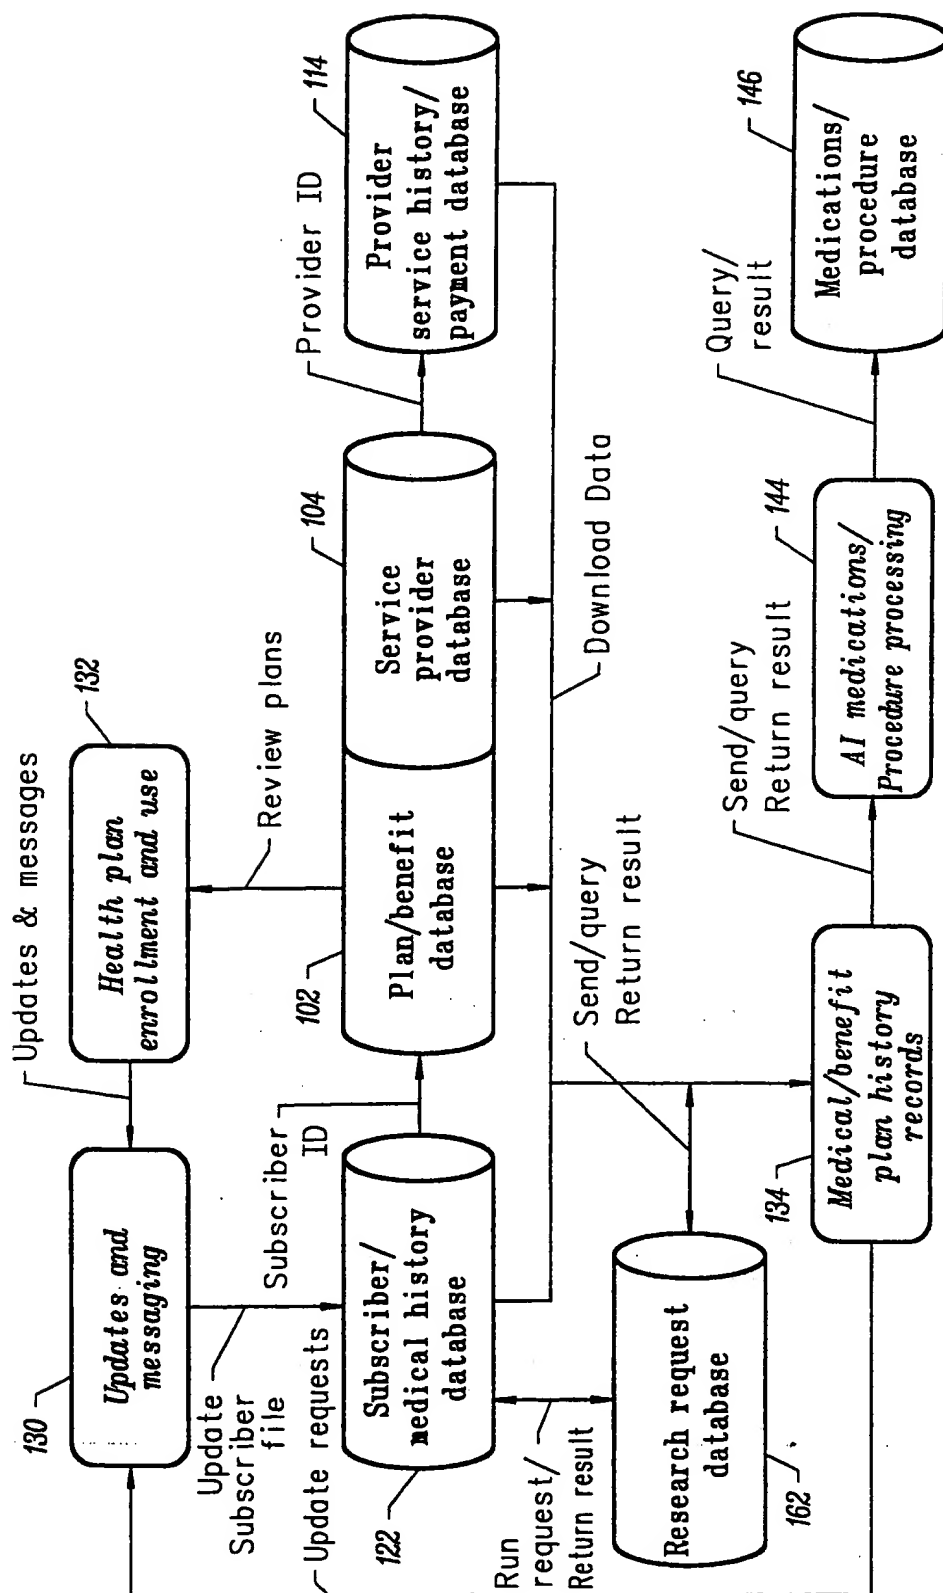 Updates & messages
130
Updates and
messaging
132
Health plan
enrollment and use
Update
Subscriber
file
Review plans
Update requests
Subscriber
ID
Provider ID
122
Subscriber/
medical history
database
102
Plan/benefit
database
104
Service
provider
database
114
Provider
service history/
payment database
Run
request/
Return result
Send/query
Return result
Download Data
162
Research request
database
134
Medical/benefit
plan history
records
Send/query
Return result
144
AI medications/
Procedure processing
Query/
result
146
Medications/
procedure
database